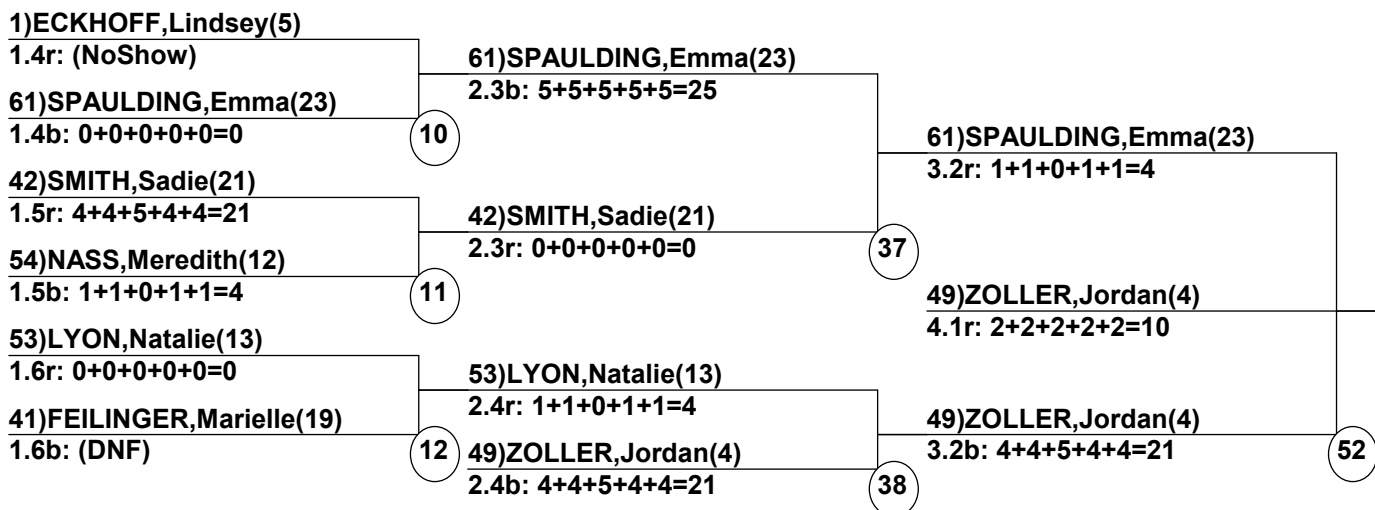 1)ECKHOFF,Lindsey(5)
1.4r: (NoShow)
61)SPAULDING,Emma(23)
1.4b: 0+0+0+0+0=0
10
42)SMITH,Sadie(21)
1.5r: 4+4+5+4+4=21
54)NASS,Meredith(12)
1.5b: 1+1+0+1+1=4
11
53)LYON,Natalie(13)
1.6r: 0+0+0+0+0=0
41)FEILINGER,Marielle(19)
1.6b: (DNF)
12
61)SPAULDING,Emma(23)
2.3b: 5+5+5+5+5=25
42)SMITH,Sadie(21)
2.3r: 0+0+0+0+0=0
37
53)LYON,Natalie(13)
2.4r: 1+1+0+1+1=4
49)ZOLLER,Jordan(4)
2.4b: 4+4+5+4+4=21
38
61)SPAULDING,Emma(23)
3.2r: 1+1+0+1+1=4
49)ZOLLER,Jordan(4)
3.2b: 4+4+5+4+4=21
52
49)ZOLLER,Jordan(4)
4.1r: 2+2+2+2+2=10